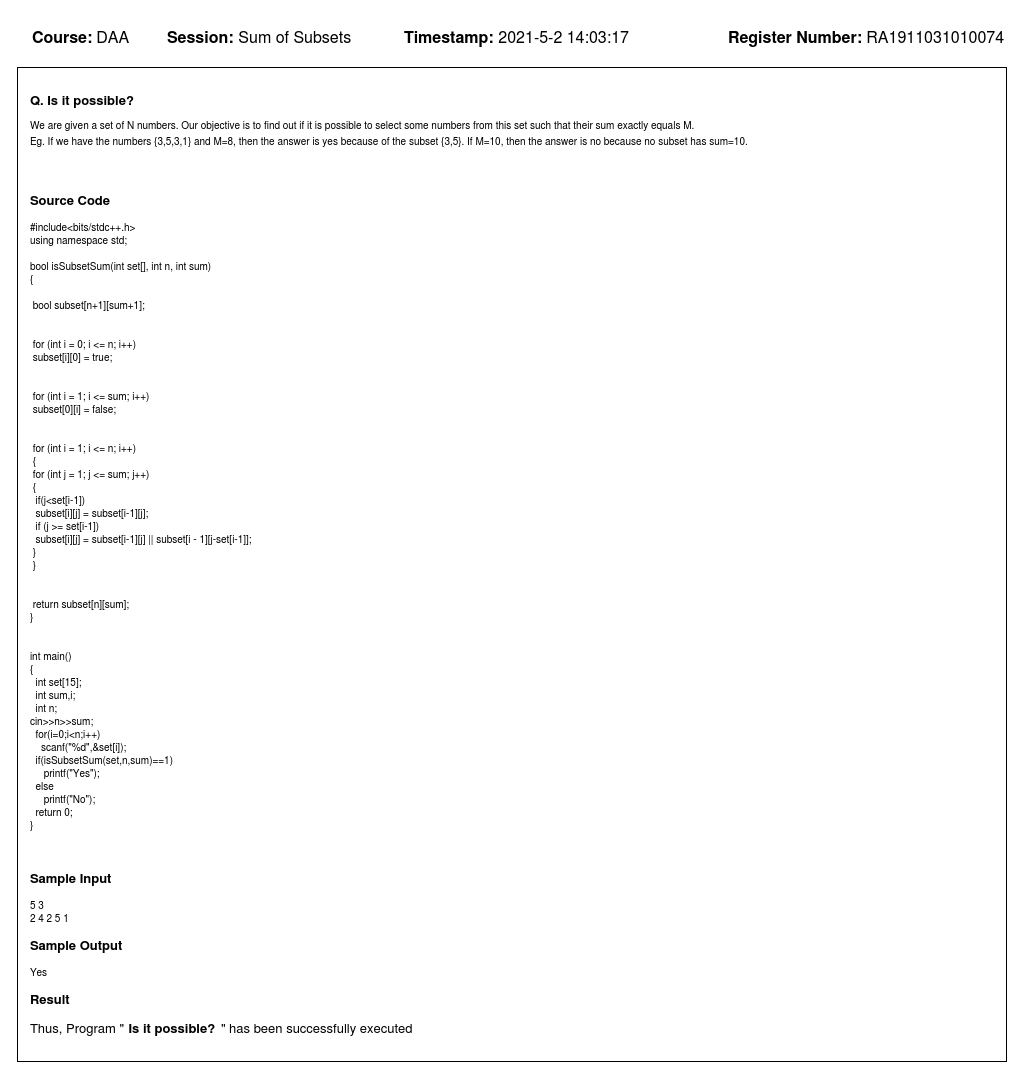 Course: DAA Session: Sum of Subsets Timestamp: 2021-5-2 14:03:17 Register Number: RA1911031010074
Q. Is it possible?
We are given a set of N numbers. Our objective is to find out if it is possible to select some numbers from this set such that their sum exactly equals M.
Eg. If we have the numbers {3,5,3,1} and M=8, then the answer is yes because of the subset {3,5}. If M=10, then the answer is no because no subset has sum=10.
Source Code
#include<bits/stdc++.h>
using namespace std;
bool isSubsetSum(int set[], int n, int sum)
{
bool subset[n+1][sum+1];
for (int i = 0; i <= n; i++)
subset[i][0] = true;
for (int i = 1; i <= sum; i++)
subset[0][i] = false;
for (int i = 1; i <= n; i++)
{
for (int j = 1; j <= sum; j++)
{
if(j<set[i-1])
subset[i][j] = subset[i-1][j];
if (j >= set[i-1])
subset[i][j] = subset[i-1][j] || subset[i - 1][j-set[i-1]];
}
}
return subset[n][sum];
}
int main()
{
int set[15];
int sum,i;
int n;
cin>>n>>sum;
for(i=0;i<n;i++)
scanf("%d",&set[i]);
if(isSubsetSum(set,n,sum)==1)
printf("Yes");
else
printf("No");
return 0;
}
Sample Input
5 3
2 4 2 5 1
Sample Output
Yes
Result
Thus, Program " Is it possible? " has been successfully executed